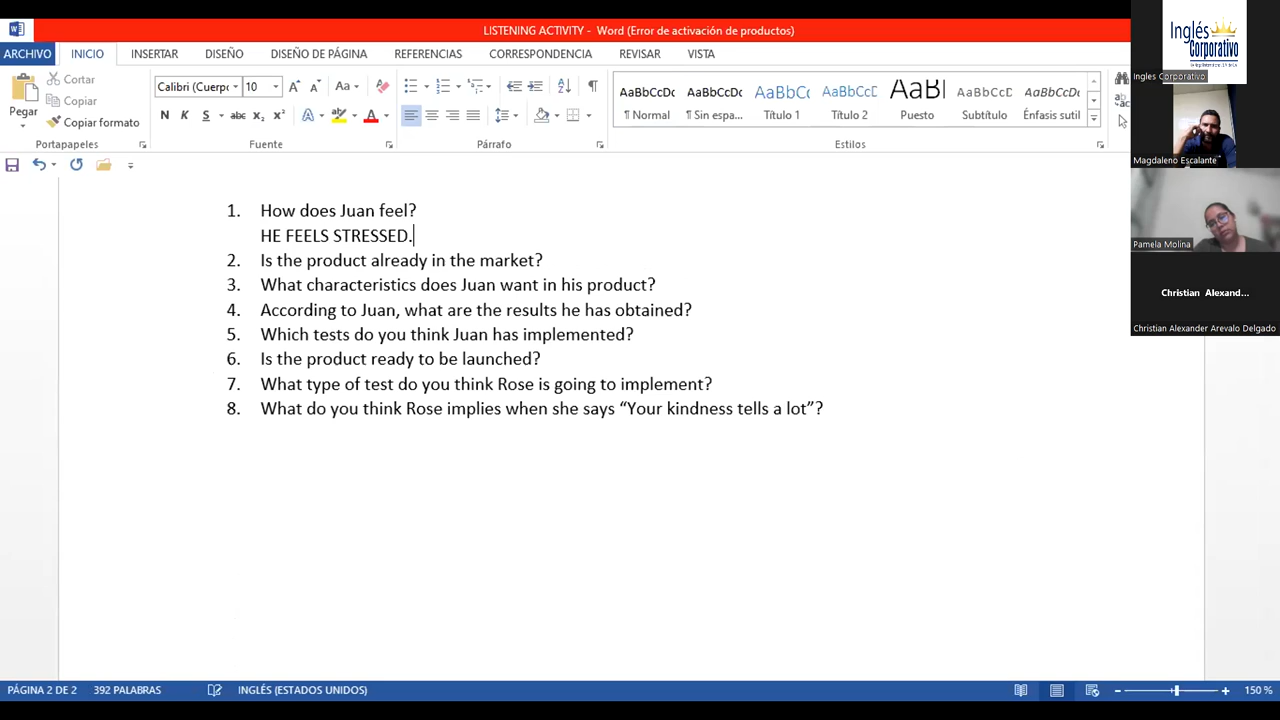 LISTENING ACTIVITY - Word (Error de activación de productos)
ARCHIVO INICIO INSERTAR DISEÑO DISEÑO DE PÁGINA REFERENCIAS CORRESPONDENCIA REVISAR VISTA
Pegar
Cortar
Copiar
Copiar formato
Calibri (Cuerpo 10
N K S abc x₂ x²
AaBbCcDc AaBbCcDc AaBbCcD AaBbCcD AaBl AaBbCcD AaBbCcDc
¶ Normal ¶ Sin espa... Título 1 Título 2 Puesto Subtítulo Énfasis sutil
Portapapeles Fuente Párrafo Estilos
1. How does Juan feel?
HE FEELS STRESSED.
2. Is the product already in the market?
3. What characteristics does Juan want in his product?
4. According to Juan, what are the results he has obtained?
5. Which tests do you think Juan has implemented?
6. Is the product ready to be launched?
7. What type of test do you think Rose is going to implement?
8. What do you think Rose implies when she says “Your kindness tells a lot”?
Inglés
Corporativo
Ingles Corporativo
Magdaleno Escalante
Pamela Molina
Christian Alexand...
Christian Alexander Arevalo Delgado
PÁGINA 2 DE 2 392 PALABRAS INGLÉS (ESTADOS UNIDOS) 150 %